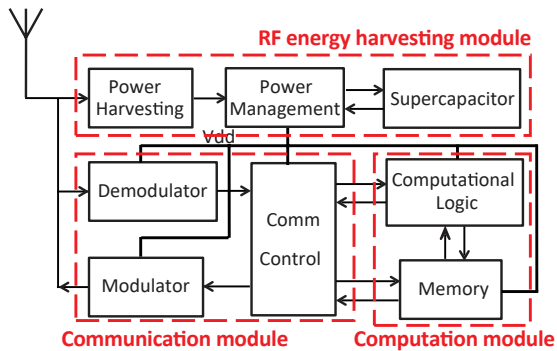 RF energy harvesting module
Power
Harvesting
Power
Management
Supercapacitor
Vdd
Demodulator
Modulator
Comm
Control
Computational
Logic
Memory
Communication module
Computation module